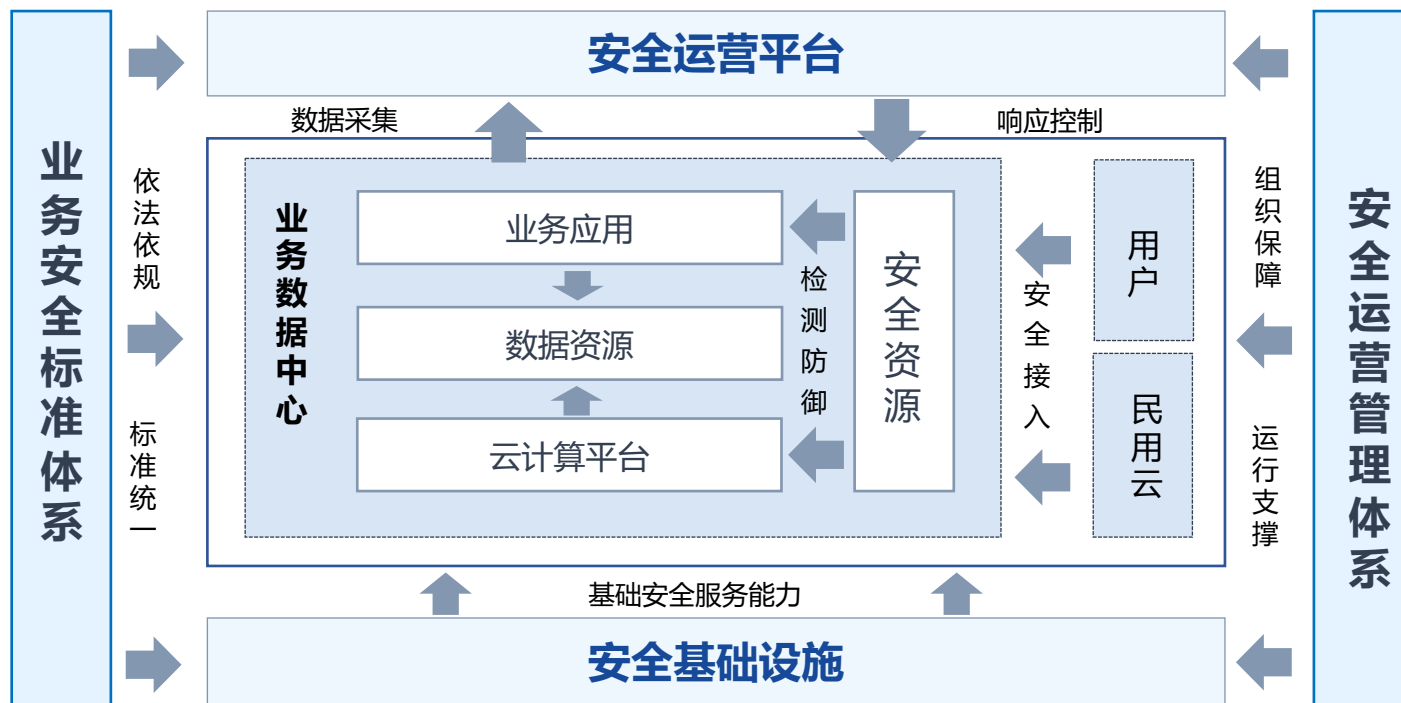 安全运营平台
数据采集
响应控制
业务安全标准体系
依法依规
标准统一
业务数据中心
业务应用
数据资源
云计算平台
检测防御
安全资源
安全接入
用户
民用云
组织保障
运行支撑
安全运营管理体系
基础安全服务能力
安全基础设施